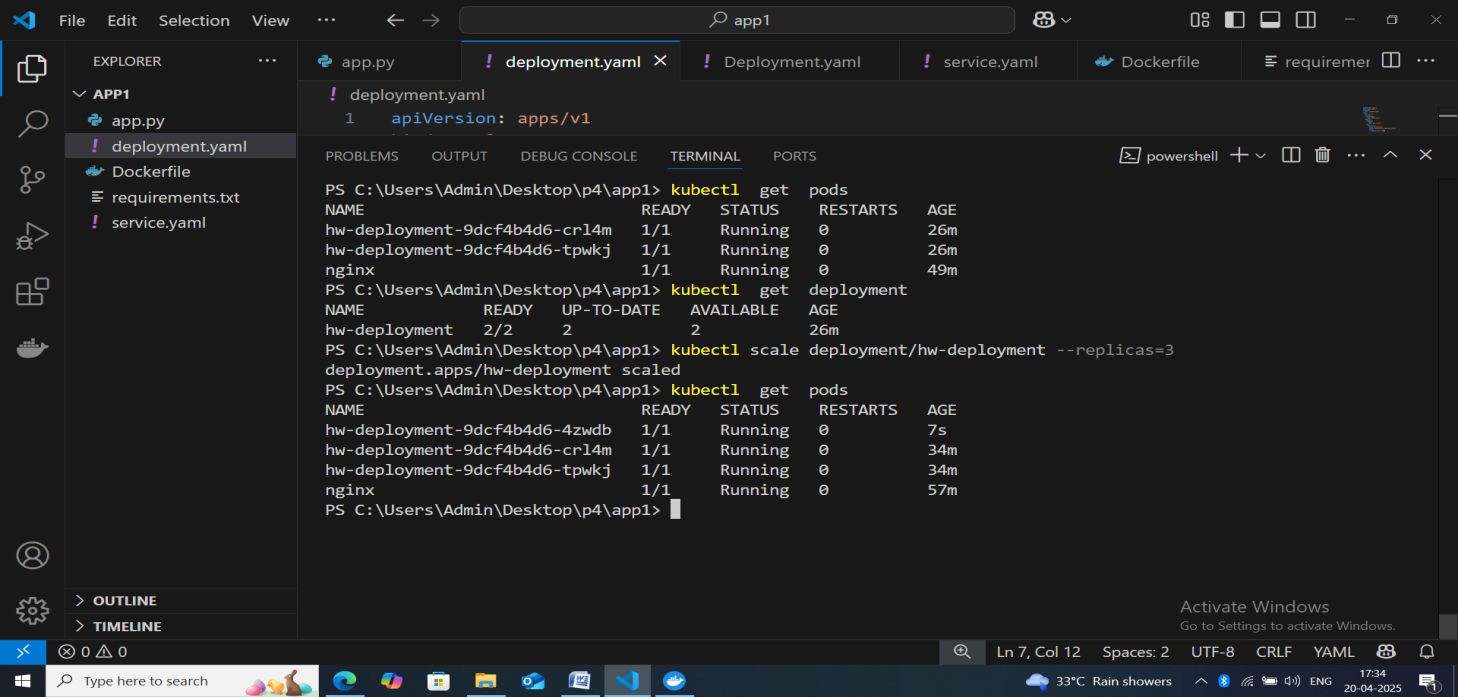 File Edit Selection View ··· app1
EXPLORER ···
APP1
app.py
deployment.yaml
Dockerfile
requirements.txt
service.yaml
OUTLINE
TIMELINE
app.py ! deployment.yaml ! Deployment.yaml ! service.yaml Dockerfile requiremer ···
! deployment.yaml
1 apiVersion: apps/v1
PROBLEMS OUTPUT DEBUG CONSOLE TERMINAL PORTS powershell
PS C:\Users\Admin\Desktop\p4\app1> kubectl get pods
NAME READY STATUS RESTARTS AGE
hw-deployment-9dcf4b4d6-crl4m 1/1 Running 0 26m
hw-deployment-9dcf4b4d6-tpwkj 1/1 Running 0 26m
nginx 1/1 Running 0 49m
PS C:\Users\Admin\Desktop\p4\app1> kubectl get deployment
NAME READY UP-TO-DATE AVAILABLE AGE
hw-deployment 2/2 2 2 26m
PS C:\Users\Admin\Desktop\p4\app1> kubectl scale deployment/hw-deployment --replicas=3
deployment.apps/hw-deployment scaled
PS C:\Users\Admin\Desktop\p4\app1> kubectl get pods
NAME READY STATUS RESTARTS AGE
hw-deployment-9dcf4b4d6-4zwdb 1/1 Running 0 7s
hw-deployment-9dcf4b4d6-crl4m 1/1 Running 0 34m
hw-deployment-9dcf4b4d6-tpwkj 1/1 Running 0 34m
nginx 1/1 Running 0 57m
PS C:\Users\Admin\Desktop\p4\app1>
Activate Windows
Go to Settings to activate Windows.
0 0 Ln 7, Col 12 Spaces: 2 UTF-8 CRLF YAML
Type here to search 33°C Rain showers ENG 17:34
20-04-2025 1